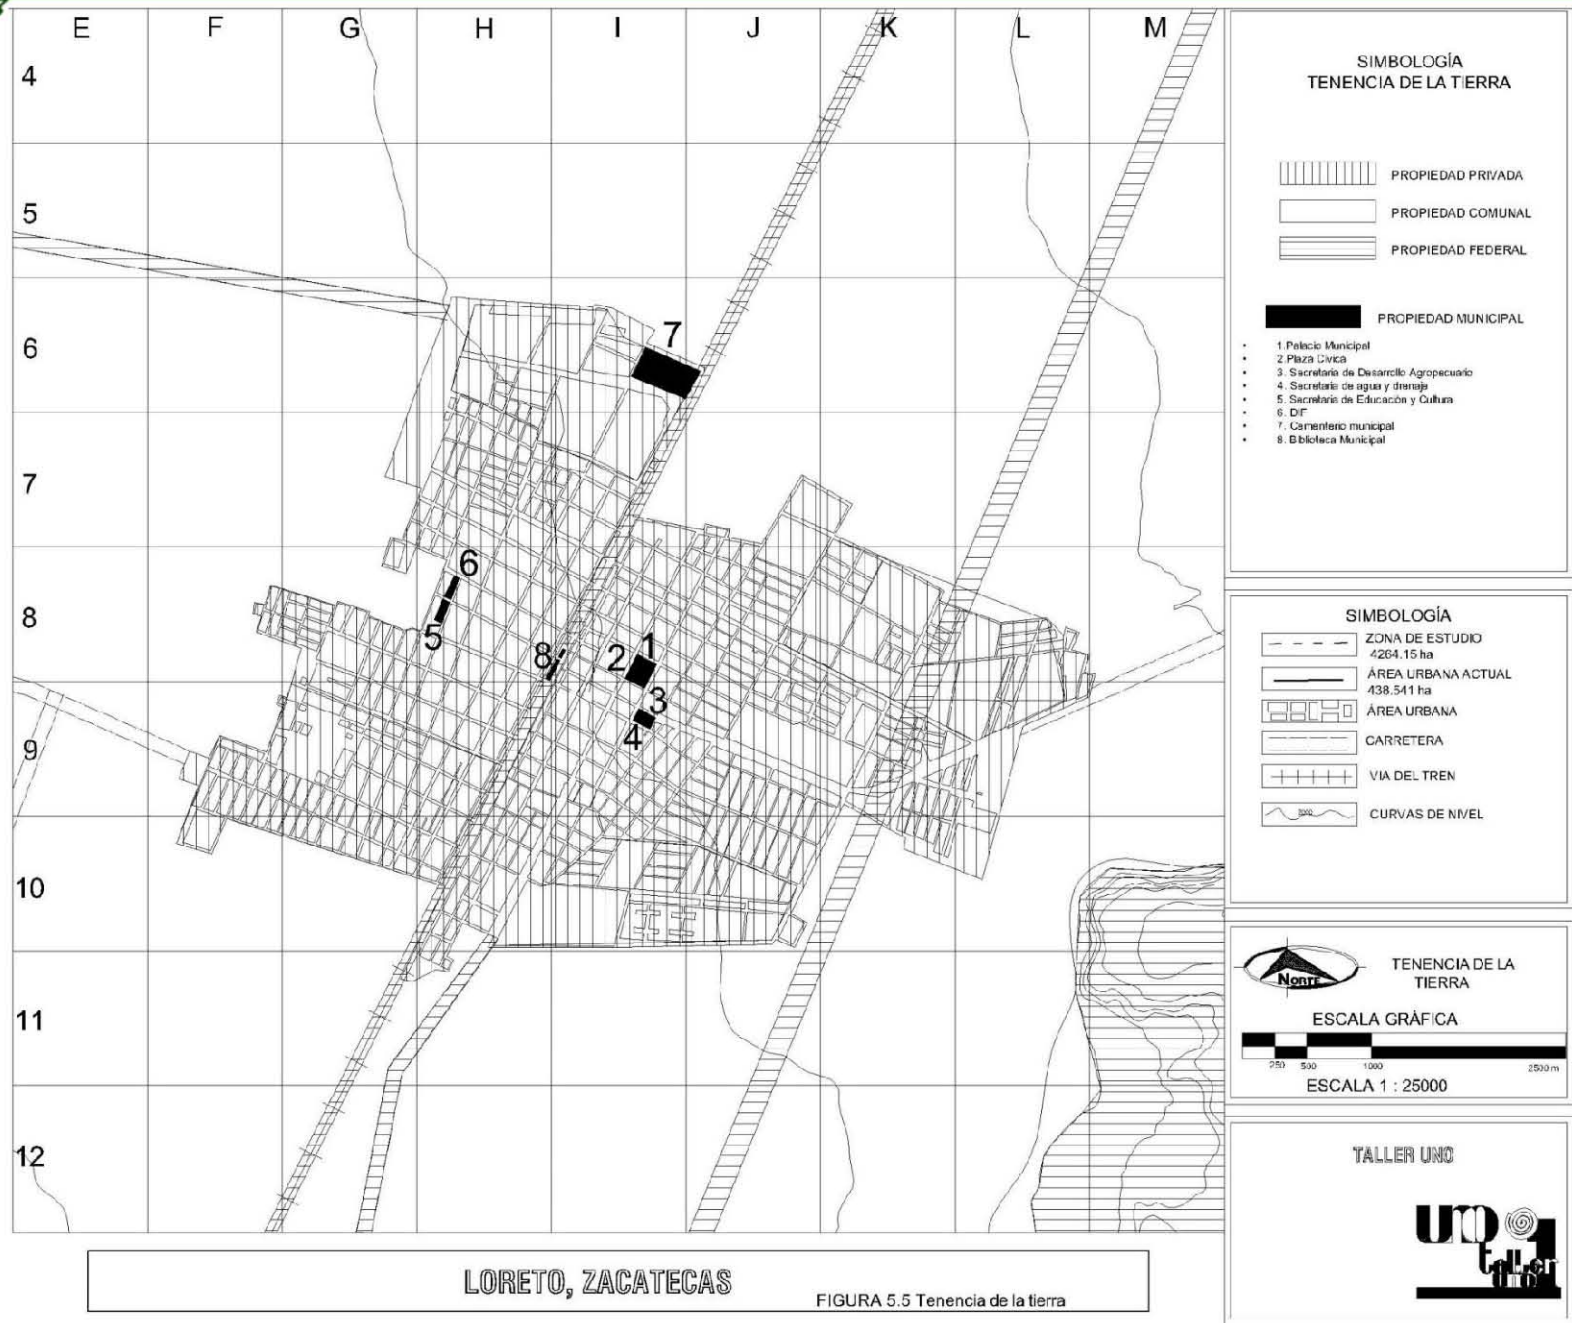 E F G H I J K L M
4
5
6
7
8
9
10
11
12
7
6
5
8
2
1
3
4
SIMBOLOGÍA
TENENCIA DE LA TIERRA
PROPIEDAD PRIVADA
PROPIEDAD COMUNAL
PROPIEDAD FEDERAL
PROPIEDAD MUNICIPAL
• 1. Palacio Municipal
• 2. Plaza Cívica
• 3. Secretaria de Desarrollo Agropecuario
• 4. Secretaria de agua y drenaje
• 5. Secretaria de Educación y Cultura
• 6. DIF
• 7. Cementerio municipal
• 8. Biblioteca Municipal
SIMBOLOGÍA
ZONA DE ESTUDIO
4264.15 ha
ÁREA URBANA ACTUAL
438.541 ha
ÁREA URBANA
CARRETERA
VIA DEL TREN
CURVAS DE NIVEL
NORTE
TENENCIA DE LA
TIERRA
ESCALA GRÁFICA
250 500 1000 2500 m
ESCALA 1 : 25000
TALLER UNO
LORETO, ZACATECAS
FIGURA 5.5 Tenencia de la tierra